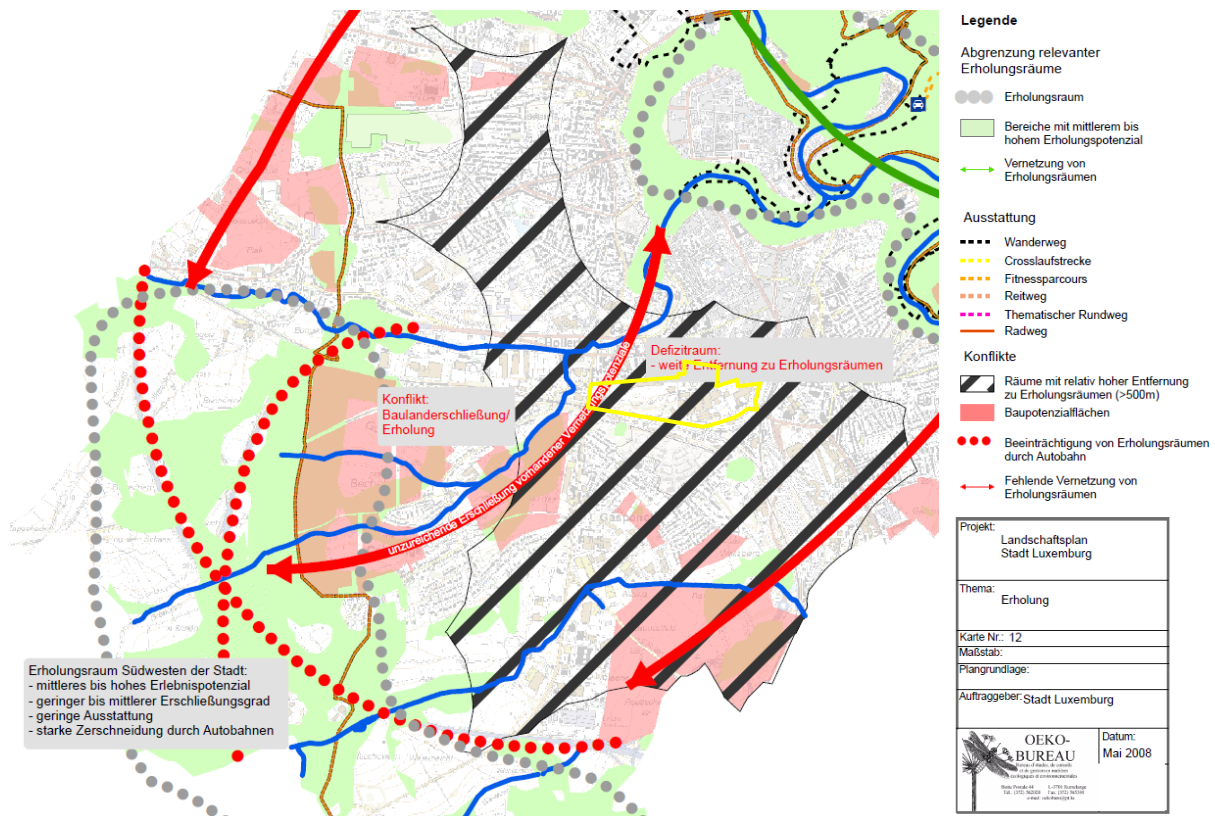 Legende
Abgrenzung relevanter
Erholungsräume
Erholungsraum
Bereiche mit mittlerem bis
hohem Erholungspotenzial
Vernetzung von
Erholungsräumen
Ausstattung
Wanderweg
Crosslaufstrecke
Fitnessparcours
Reitweg
Thematischer Rundweg
Radweg
Konflikte
Räume mit relativ hoher Entfernung
zu Erholungsräumen (>500m)
Baupotenzialflächen
Beeinträchtigung von Erholungsräumen
durch Autobahn
Fehlende Vernetzung von
Erholungsräumen
Defizitraum:
- weite Entfernung zu Erholungsräumen
Konflikt:
Baulanderschließung/
Erholung
unzureichende Erschließung vorhandener Vernetzungspotenziale
Erholungsraum Südwesten der Stadt:
- mittleres bis hohes Erlebnispotenzial
- geringer bis mittlerer Erschließungsgrad
- geringe Ausstattung
- starke Zerschneidung durch Autobahnen
Projekt:
Landschaftsplan
Stadt Luxemburg
Thema:
Erholung
Karte Nr.: 12
Maßstab:
Plangrundlage:
Auftraggeber: Stadt Luxemburg
OEKO-
BUREAU
Datum:
Mai 2008